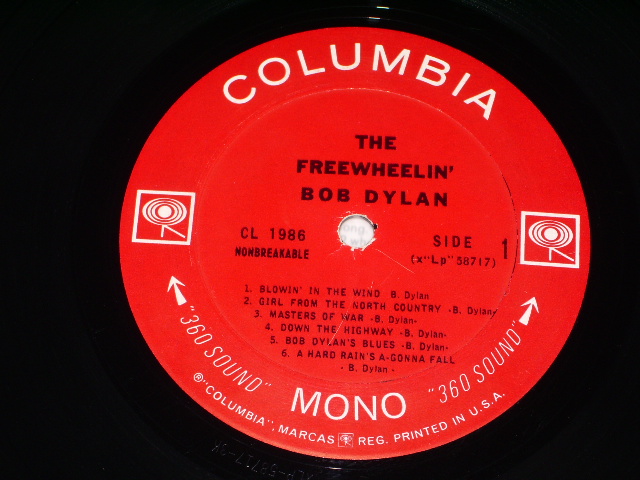 COLUMBIA
THE
FREEWHEELIN'
BOB DYLAN
CL 1986
NONBREAKABLE
SIDE 1
(x"Lp" 58717)
1. BLOWIN' IN THE WIND B. Dylan
2. GIRL FROM THE NORTH COUNTRY -B. Dylan-
3. MASTERS OF WAR -B. Dylan-
4. DOWN THE HIGHWAY -B. Dylan-
5. BOB DYLAN'S BLUES -B. Dylan-
6. A HARD RAIN'S A-GONNA FALL
- B. Dylan -
"360 SOUND"
MONO
"360 SOUND"
® "COLUMBIA", MARCAS REG. PRINTED IN U.S.A.